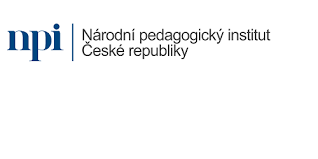 npi
Národní pedagogický institut
České republiky